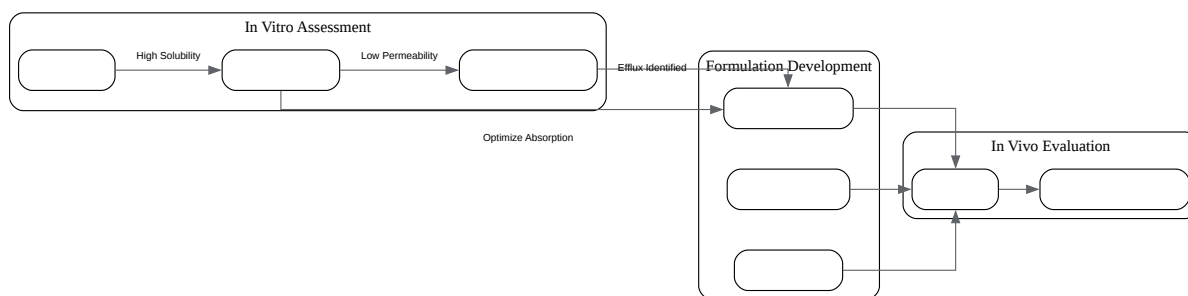 In Vitro Assessment
High Solubility
Low Permeability
Efflux Identified
Formulation Development
Optimize Absorption
In Vivo Evaluation